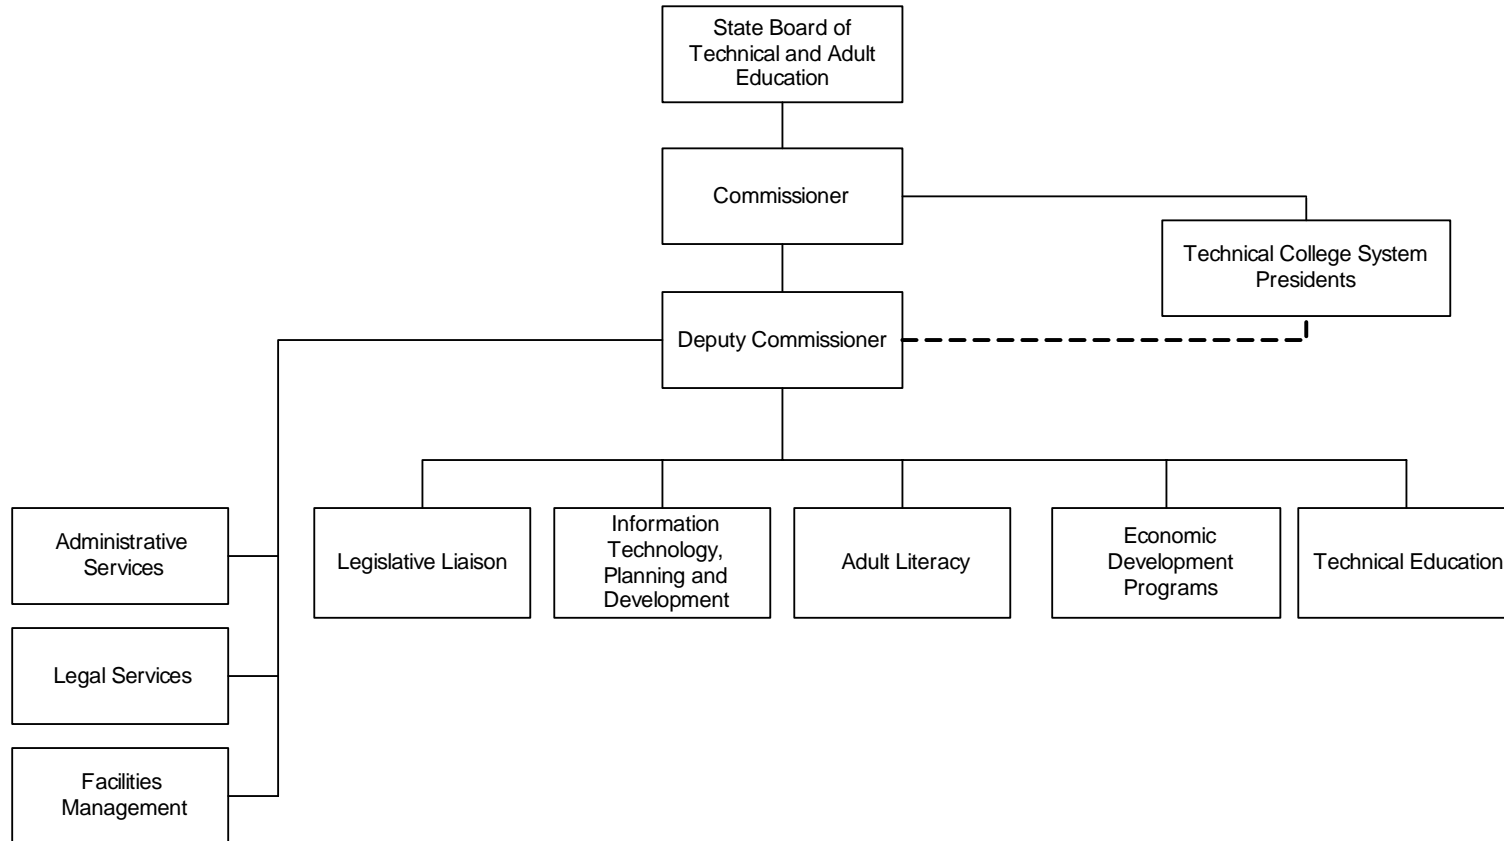 State Board of
Technical and Adult
Education
Commissioner
Technical College System
Presidents
Deputy Commissioner
Administrative
Services
Legal Services
Facilities
Management
Legislative Liaison
Information
Technology,
Planning and
Development
Adult Literacy
Economic
Development
Programs
Technical Education